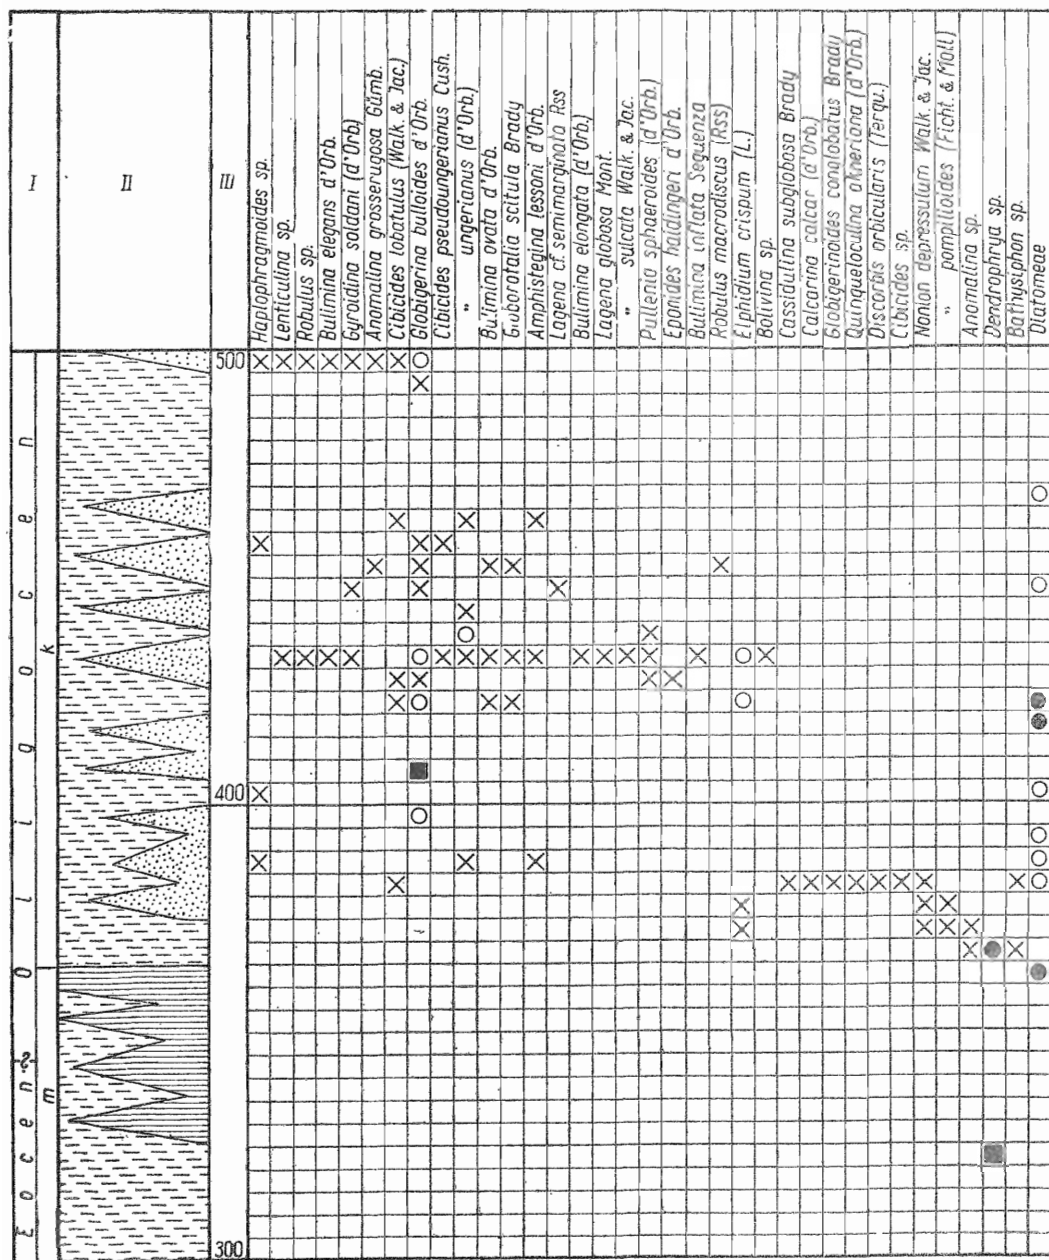 I
II
III
Haplophragmoides sp.
Lenticulina sp.
Robulus sp.
Bulimina elegans d'Orb.
Gyroidina soldani (d'Orb.)
Anomalina grosserugosa Gümb.
Cibicides lobatulus (Walk. & Jac.)
Globigerina bulloides d'Orb.
Cibicides pseudoungerianus Cush.
" ungerianus (d'Orb.)
Bulimina ovata d'Orb.
Globorotalia scitula Brady
Amphistegina lessoni d'Orb.
Lagena cf. semimarginata Rss
Bulimina elongata (d'Orb.)
Lagena globosa Mont.
" sulcata Walk. & Jac.
Pullenia sphaeroides (d'Orb.)
Eponides haidingeri d'Orb.
Bulimina inflata Seguenza
Robulus macrodiscus (Rss)
Elphidium crispum (L.)
Bolivina sp.
Cassidulina subglobosa Brady
Calcarina calcar (d'Orb.)
Globigerinoides conglobatus Brady
Quinqueloculina akneriana (d'Orb.)
Discorbis orbicularis (Terqu.)
Cibicides sp.
Nonion depressulum Walk. & Jac.
" pompilioides (Ficht. & Moll)
Anomalina sp.
Dendrophrya sp.
Bathysiphon sp.
Diatomeae
Oligocen
?
Eocen
k
m
500
400
300